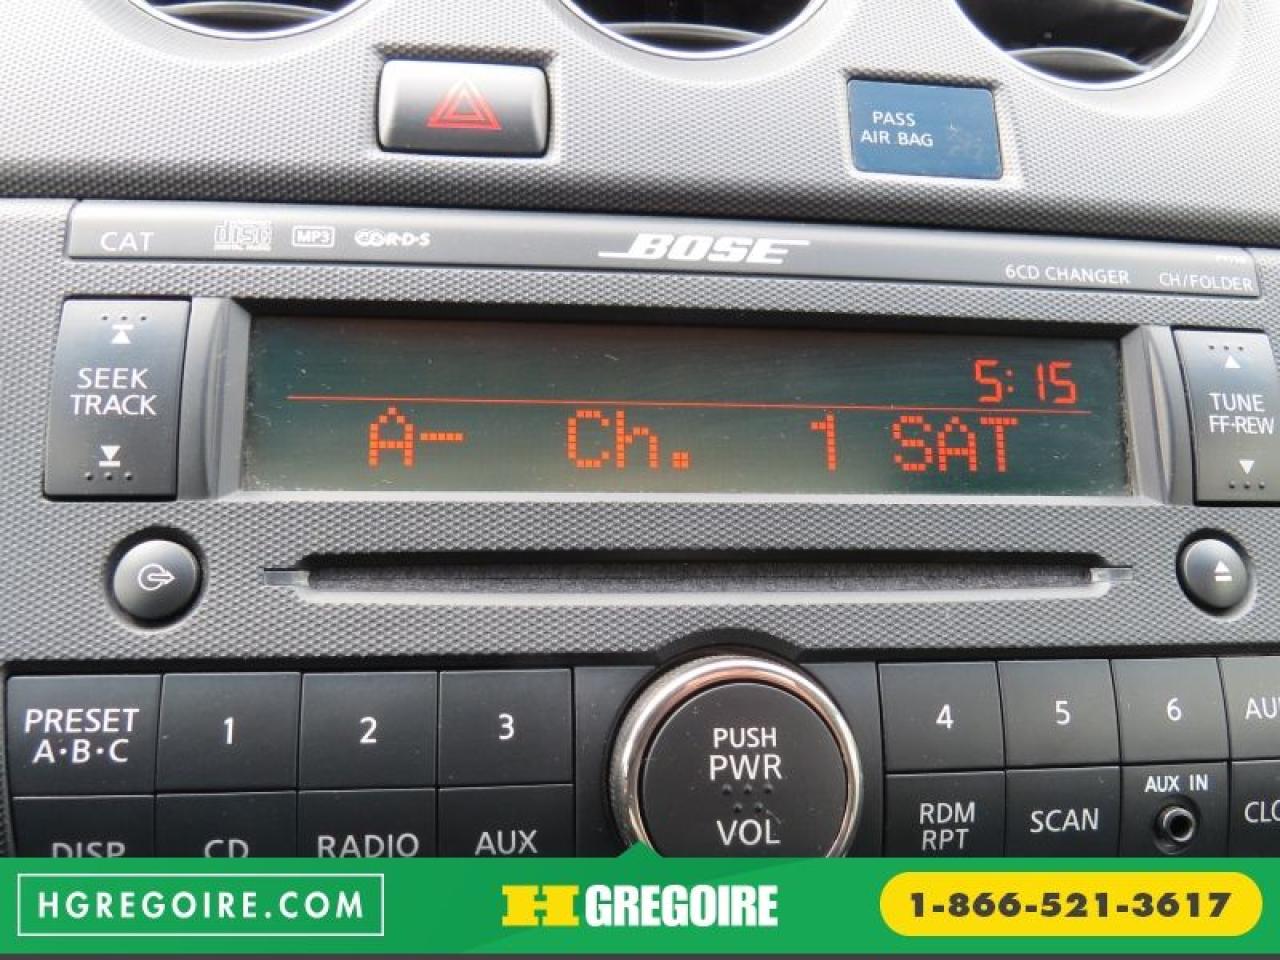 PASS
AIR BAG
CAT
disc
MP3
R·D·S
BOSE
6CD CHANGER
CH/FOLDER
SEEK
TRACK
5:15
A- Ch. 1 SAT
TUNE
FF·REW
PRESET
A·B·C
1
2
3
PUSH
PWR
VOL
4
5
6
DISP
CD
RADIO
AUX
RDM
RPT
SCAN
AUX IN
HGREGOIRE.COM
H GREGOIRE
1-866-521-3617